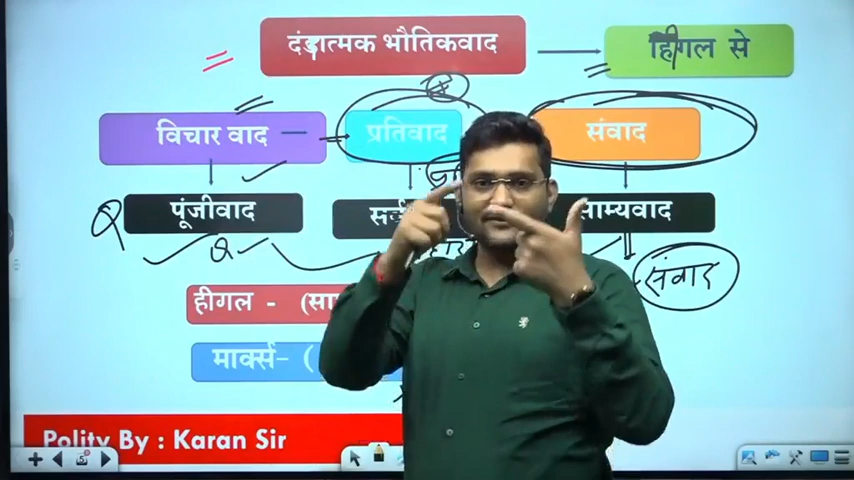 दंडात्मक भौतिकवाद
हीगल से
विचार वाद
प्रतिवाद
संवाद
पूंजीवाद
साम्यवाद
संवाद
हीगल -
मार्क्स- (
Polity By : Karan Sir